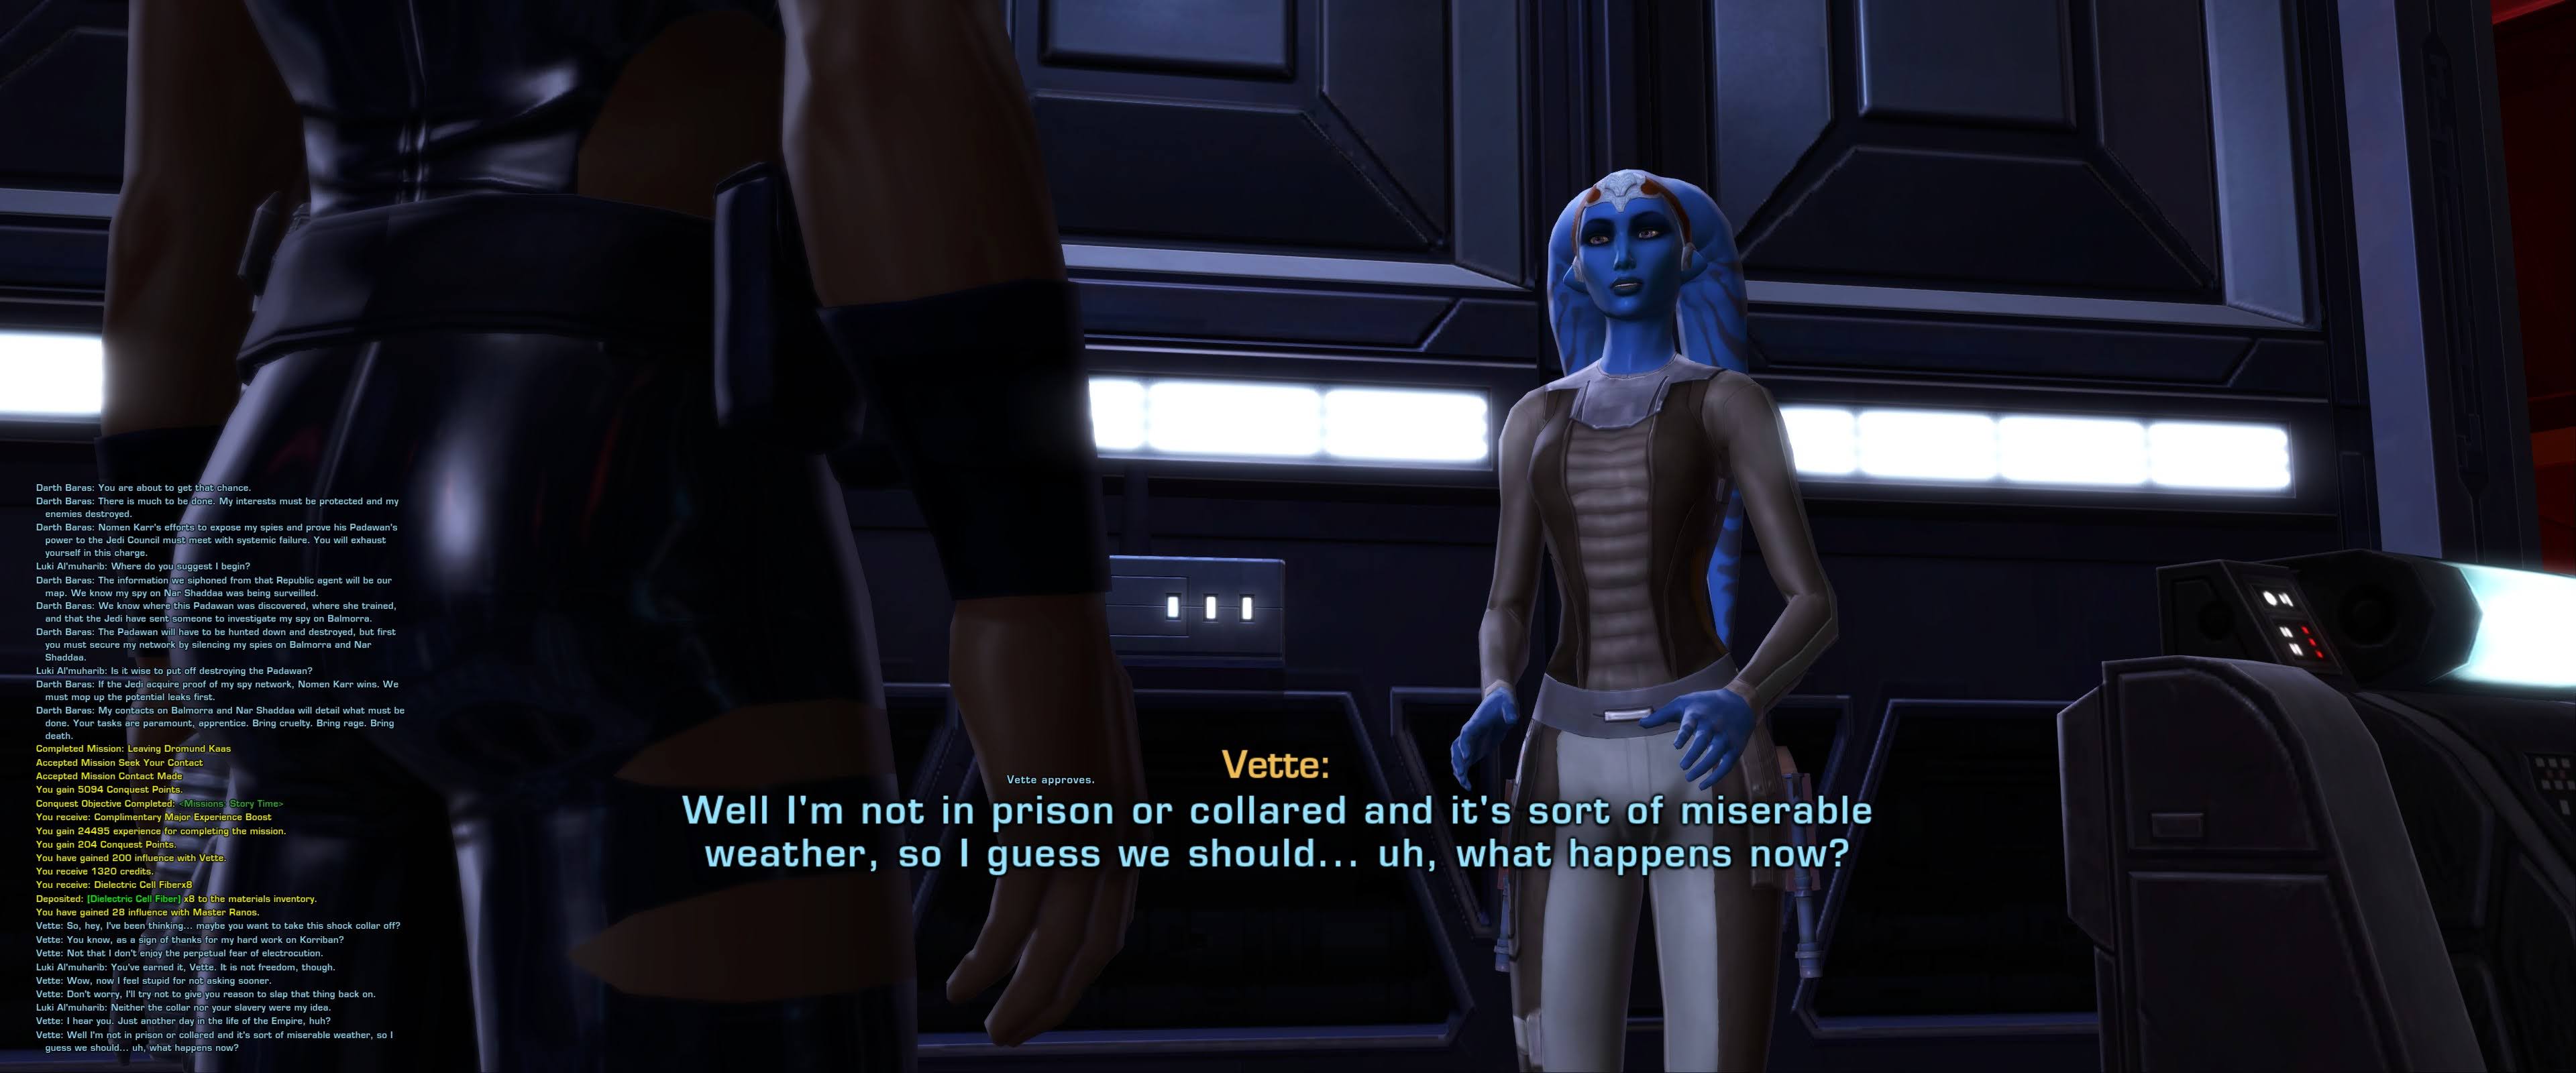 Darth Baras: You are about to get that chance.
Darth Baras: There is much to be done. My interests must be protected and my
enemies destroyed.
Darth Baras: Nomen Karr's efforts to expose my spies and prove his Padawan's
power to the Jedi Council must meet with systemic failure. You will exhaust
yourself in this charge.
Luki Al'muharib: Where do you suggest I begin?
Darth Baras: The information we siphoned from that Republic agent will be our
map. We know my spy on Nar Shaddaa was being surveilled.
Darth Baras: We know where this Padawan was discovered, where she trained,
and that the Jedi have sent someone to investigate my spy on Balmorra.
Darth Baras: The Padawan will have to be hunted down and destroyed, but first
you must secure my network by silencing my spies on Balmorra and Nar
Shaddaa.
Luki Al'muharib: Is it wise to put off destroying the Padawan?
Darth Baras: If the Jedi acquire proof of my spy network, Nomen Karr wins. We
must mop up the potential leaks first.
Darth Baras: My contacts on Balmorra and Nar Shaddaa will detail what must be
done. Your tasks are paramount, apprentice. Bring cruelty. Bring rage. Bring
death.
Completed Mission: Leaving Dromund Kaas
Accepted Mission Seek Your Contact
Accepted Mission Contact Made
You gain 5094 Conquest Points.
Conquest Objective Completed: <Missions: Story Time>
You receive: Complimentary Major Experience Boost
You gain 24495 experience for completing the mission.
You gain 204 Conquest Points.
You have gained 200 influence with Vette.
You receive 1320 credits.
You receive: Dielectric Cell Fiberx8
Deposited: [Dielectric Cell Fiber] x8 to the materials inventory.
You have gained 28 influence with Master Ranos.
Vette: So, hey, I've been thinking... maybe you want to take this shock collar off?
Vette: You know, as a sign of thanks for my hard work on Korriban?
Vette: Not that I don't enjoy the perpetual fear of electrocution.
Luki Al'muharib: You've earned it, Vette. It is not freedom, though.
Vette: Wow, now I feel stupid for not asking sooner.
Vette: Don't worry, I'll try not to give you reason to slap that thing back on.
Luki Al'muharib: Neither the collar nor your slavery were my idea.
Vette: I hear you. Just another day in the life of the Empire, huh?
Vette: Well I'm not in prison or collared and it's sort of miserable weather, so I
guess we should... uh, what happens now?
Vette approves.
Vette:
Well I'm not in prison or collared and it's sort of miserable
weather, so I guess we should... uh, what happens now?